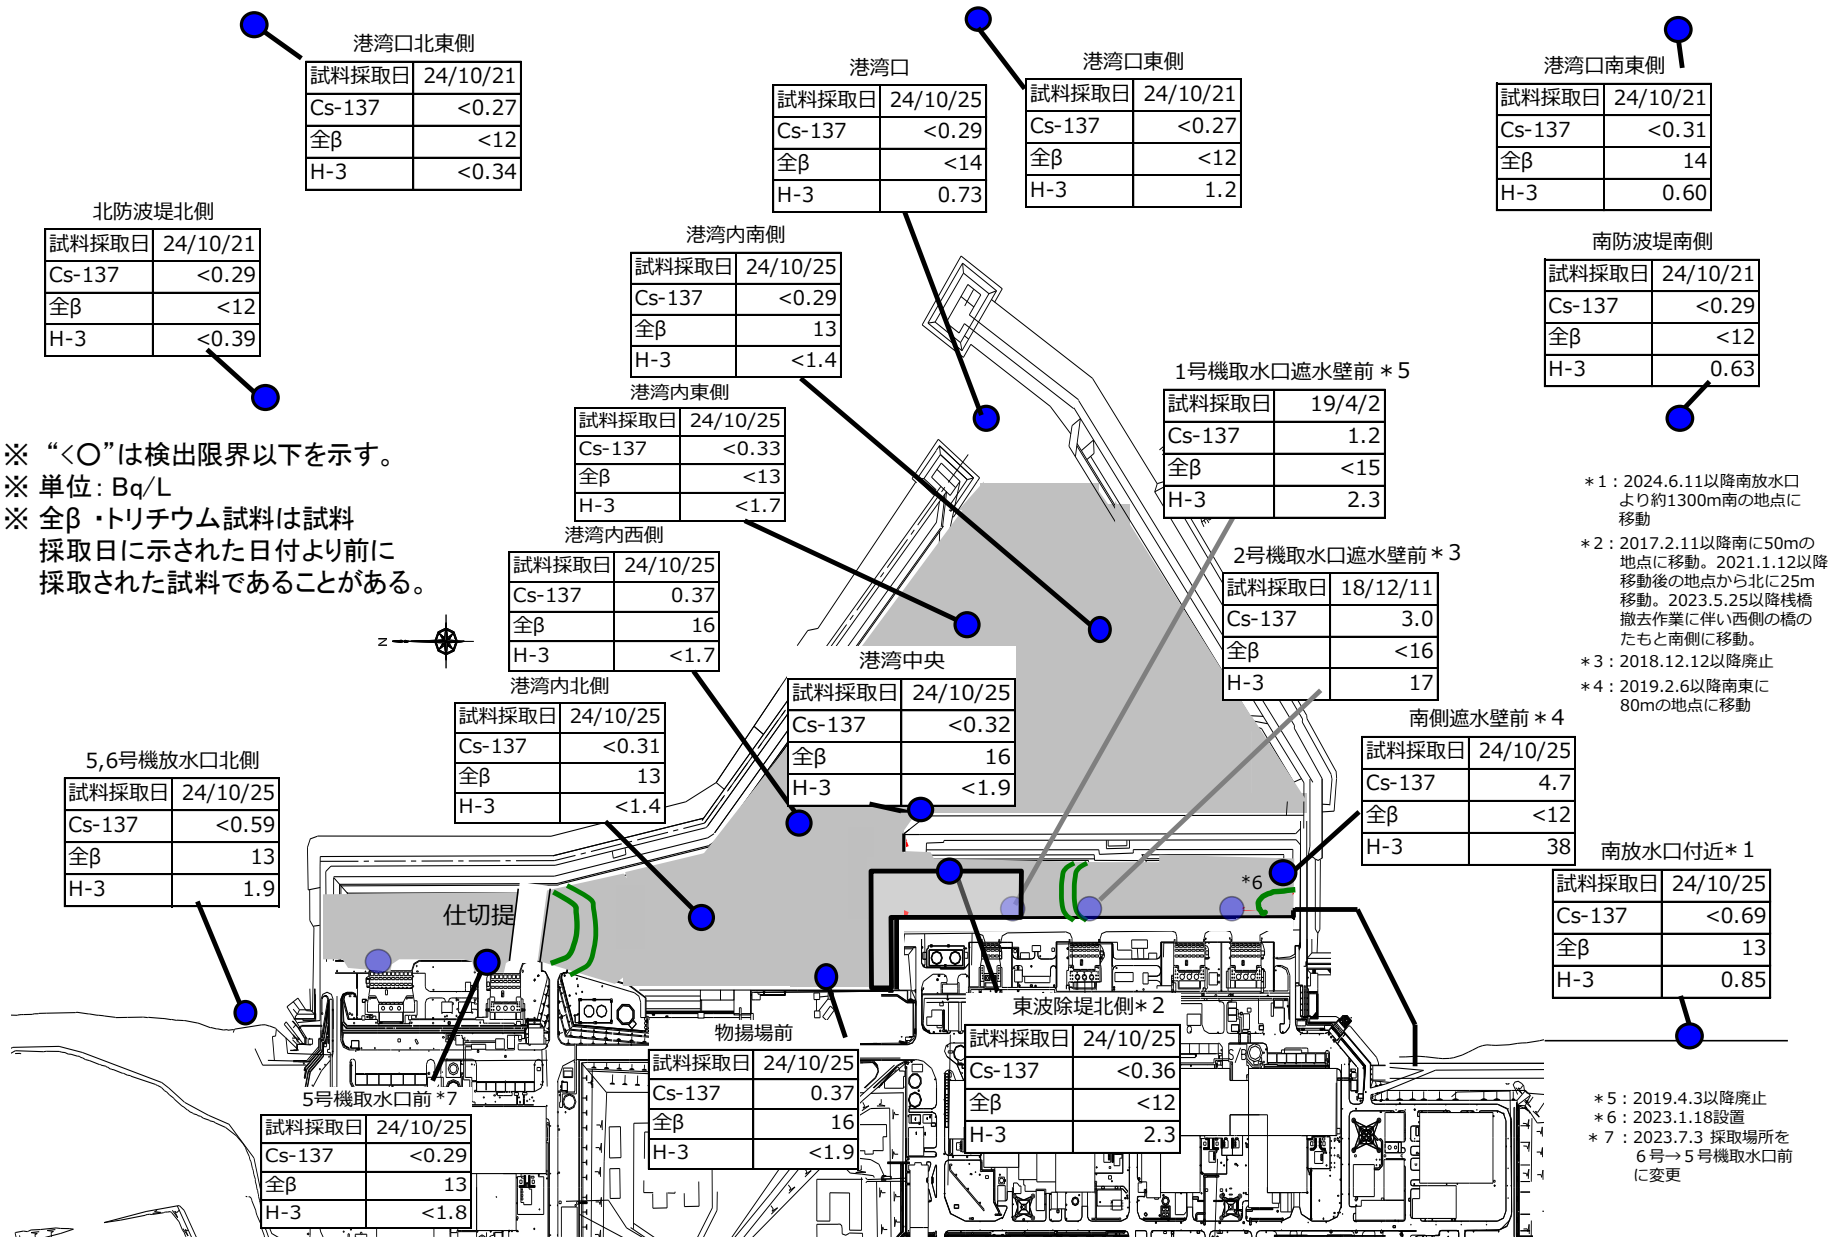 港湾口北東側
試料採取日 24/10/21
Cs-137 <0.27
全β <12
H-3 <0.34
港湾口
試料採取日 24/10/25
Cs-137 <0.29
全β <14
H-3 0.73
港湾口東側
試料採取日 24/10/21
Cs-137 <0.27
全β <12
H-3 1.2
港湾口南東側
試料採取日 24/10/21
Cs-137 <0.31
全β 14
H-3 0.60
北防波堤北側
試料採取日 24/10/21
Cs-137 <0.29
全β <12
H-3 <0.39
港湾内南側
試料採取日 24/10/25
Cs-137 <0.29
全β 13
H-3 <1.4
南防波堤南側
試料採取日 24/10/21
Cs-137 <0.29
全β <12
H-3 0.63
港湾内東側
試料採取日 24/10/25
Cs-137 <0.33
全β <13
H-3 <1.7
1号機取水口遮水壁前＊5
試料採取日 19/4/2
Cs-137 1.2
全β <15
H-3 2.3
※ “<○”は検出限界以下を示す。
※ 単位：Bq/L
※ 全β・トリチウム試料は試料
採取日に示された日付より前に
採取された試料であることがある。
N
港湾内西側
試料採取日 24/10/25
Cs-137 0.37
全β 16
H-3 <1.7
2号機取水口遮水壁前＊3
試料採取日 18/12/11
Cs-137 3.0
全β <16
H-3 17
＊1：2024.6.11以降南放水口
より約1300m南の地点に
移動
＊2：2017.2.11以降南に50mの
地点に移動。2021.1.12以降
移動後の地点から北に25m
移動。2023.5.25以降桟橋
撤去作業に伴い西側の橋の
たもと南側に移動。
＊3：2018.12.12以降廃止
＊4：2019.2.6以降南東に
80mの地点に移動
港湾中央
試料採取日 24/10/25
Cs-137 <0.32
全β 16
H-3 <1.9
港湾内北側
試料採取日 24/10/25
Cs-137 <0.31
全β 13
H-3 <1.4
南側遮水壁前＊4
試料採取日 24/10/25
Cs-137 4.7
全β <12
H-3 38
5,6号機放水口北側
試料採取日 24/10/25
Cs-137 <0.59
全β 13
H-3 1.9
仕切堤
＊6
南放水口付近＊1
試料採取日 24/10/25
Cs-137 <0.69
全β 13
H-3 0.85
東波除堤北側＊2
試料採取日 24/10/25
Cs-137 <0.36
全β <12
H-3 2.3
S/B
物揚場前
試料採取日 24/10/25
Cs-137 0.37
全β 16
H-3 <1.9
5号機取水口前＊7
試料採取日 24/10/25
Cs-137 <0.29
全β 13
H-3 <1.8
＊5：2019.4.3以降廃止
＊6：2023.1.18設置
＊７：2023.7.3 採取場所を
６号→５号機取水口前
に変更